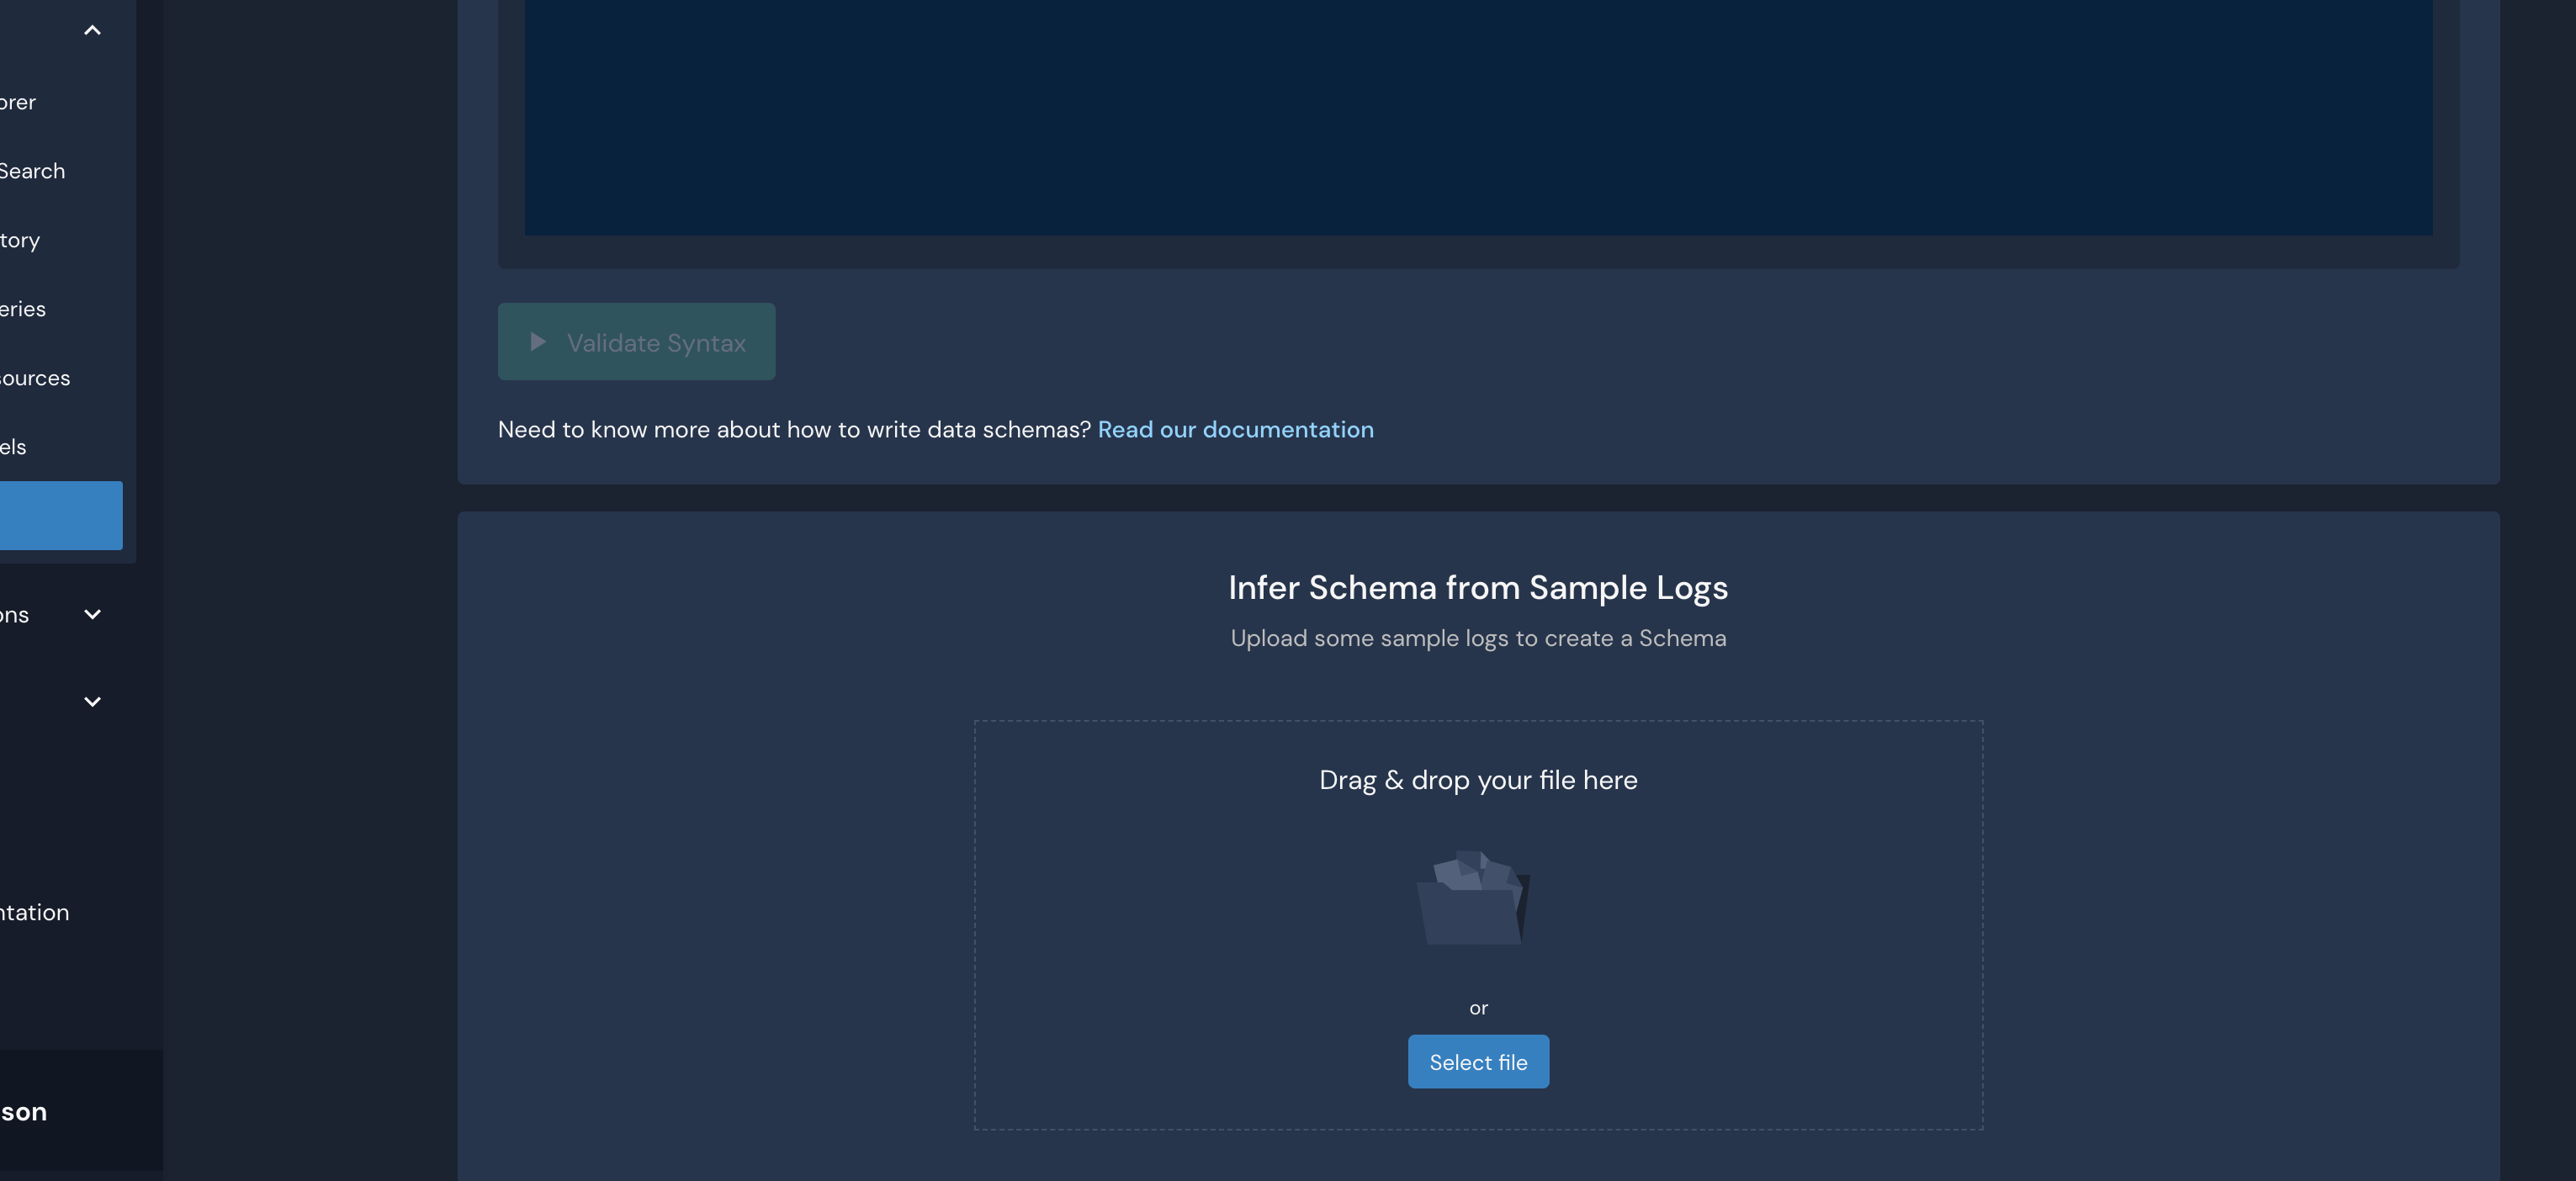 orer
Search
tory
eries
sources
els
ons
ntation
son
Validate Syntax
Need to know more about how to write data schemas? Read our documentation
Infer Schema from Sample Logs
Upload some sample logs to create a Schema
Drag & drop your file here
or
Select file